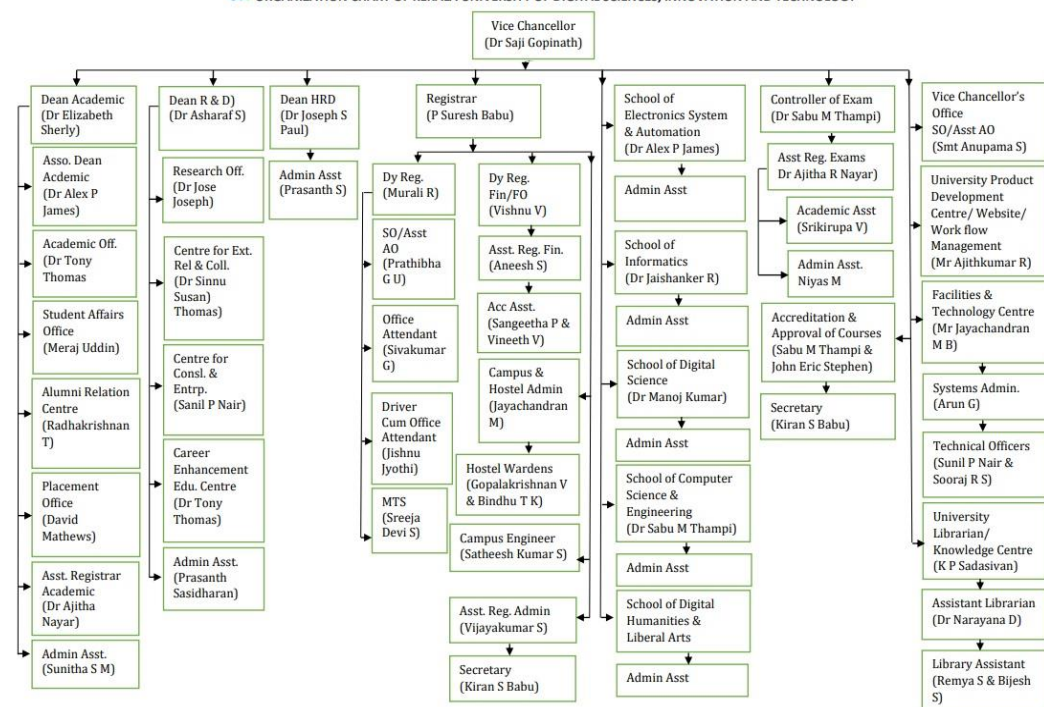 ORGANIZATION CHART OF KERALA UNIVERSITY OF DIGITAL SCIENCES, INNOVATION AND TECHNOLOGY
Vice Chancellor
(Dr Saji Gopinath)
Dean Academic
(Dr Elizabeth
Sherly)
Asso. Dean
Acdemic
(Dr Alex P
James)
Academic Off.
(Dr Tony
Thomas
Student Affairs
Office
(Meraj Uddin)
Alumni Relation
Centre
(Radhakrishnan
T)
Placement
Office
(David
Mathews)
Asst. Registrar
Academic
(Dr Ajitha
Nayar)
Admin Asst.
(Sunitha S M)
Dean R & D)
(Dr Asharaf S)
Research Off.
(Dr Jose
Joseph)
Centre for Ext.
Rel & Coll.
(Dr Sinnu
Susan)
Thomas)
Centre for
Consl. &
Entrp.
(Sanil P Nair)
Career
Enhancement
Edu. Centre
(Dr Tony
Thomas)
Admin Asst.
(Prasanth
Sasidharan)
Dean HRD
(Dr Joseph S
Paul)
Admin Asst
(Prasanth S)
Registrar
(P Suresh Babu)
Dy Reg.
(Murali R)
SO/Asst
AO
(Prathibha
G U)
Office
Attendant
(Sivakumar
G)
Driver
Cum Office
Attendant
(Jishnu
Jyothi)
MTS
(Sreeja
Devi S)
Dy Reg.
Fin/FO
(Vishnu V)
Asst. Reg. Fin.
(Aneesh S)
Acc Asst.
(Sangeetha P &
Vineeth V)
Campus &
Hostel Admin
(Jayachandran
M)
Hostel Wardens
(Gopalakrishnan V
& Bindhu T K)
Campus Engineer
(Satheesh Kumar S)
Asst. Reg. Admin
(Vijayakumar S)
Secretary
(Kiran S Babu)
School of
Electronics System
& Automation
(Dr Alex P James)
Admin Asst
School of
Informatics
(Dr Jaishanker R)
Admin Asst
School of Digital
Science
(Dr Manoj Kumar)
Admin Asst
School of Computer
Science &
Engineering
(Dr Sabu M Thampi)
Admin Asst
School of Digital
Humanities &
Liberal Arts
Admin Asst
Controller of Exam
(Dr Sabu M Thampi)
Asst Reg. Exams
Dr Ajitha R Nayar)
Academic Asst
(Srikirupa V)
Admin Asst.
Niyas M
Accreditation &
Approval of Courses
(Sabu M Thampi &
John Eric Stephen)
Secretary
(Kiran S Babu)
Vice Chancellor's
Office
SO/Asst AO
(Smt Anupama S)
University Product
Development
Centre/ Website/
Work flow
Management
(Mr Ajithkumar R)
Facilities &
Technology Centre
(Mr Jayachandran
M B)
Systems Admin.
(Arun G)
Technical Officers
(Sunil P Nair &
Sooraj R S)
University
Librarian/
Knowledge Centre
(K P Sadasivan)
Assistant Librarian
(Dr Narayana D)
Library Assistant
(Remya S & Bijesh
S)